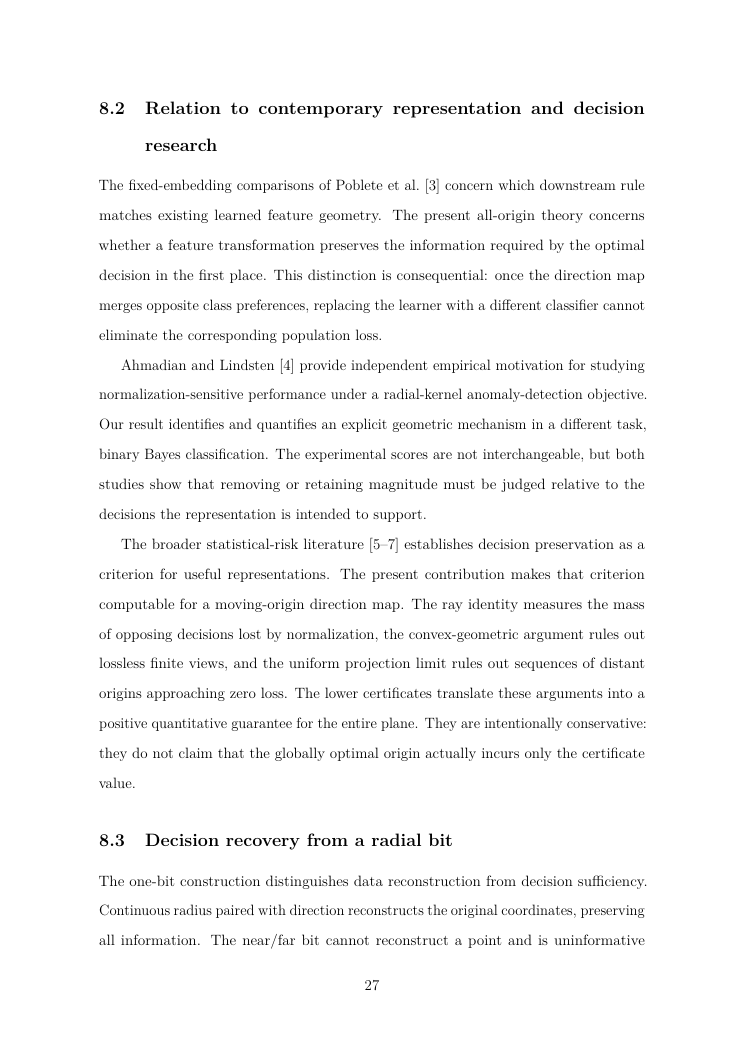 8.2 Relation to contemporary representation and decision
research
The fixed-embedding comparisons of Poblete et al. [3] concern which downstream rule
matches existing learned feature geometry. The present all-origin theory concerns
whether a feature transformation preserves the information required by the optimal
decision in the first place. This distinction is consequential: once the direction map
merges opposite class preferences, replacing the learner with a different classifier cannot
eliminate the corresponding population loss.
Ahmadian and Lindsten [4] provide independent empirical motivation for studying
normalization-sensitive performance under a radial-kernel anomaly-detection objective.
Our result identifies and quantifies an explicit geometric mechanism in a different task,
binary Bayes classification. The experimental scores are not interchangeable, but both
studies show that removing or retaining magnitude must be judged relative to the
decisions the representation is intended to support.
The broader statistical-risk literature [5–7] establishes decision preservation as a
criterion for useful representations. The present contribution makes that criterion
computable for a moving-origin direction map. The ray identity measures the mass
of opposing decisions lost by normalization, the convex-geometric argument rules out
lossless finite views, and the uniform projection limit rules out sequences of distant
origins approaching zero loss. The lower certificates translate these arguments into a
positive quantitative guarantee for the entire plane. They are intentionally conservative:
they do not claim that the globally optimal origin actually incurs only the certificate
value.
8.3 Decision recovery from a radial bit
The one-bit construction distinguishes data reconstruction from decision sufficiency.
Continuous radius paired with direction reconstructs the original coordinates, preserving
all information. The near/far bit cannot reconstruct a point and is uninformative
27